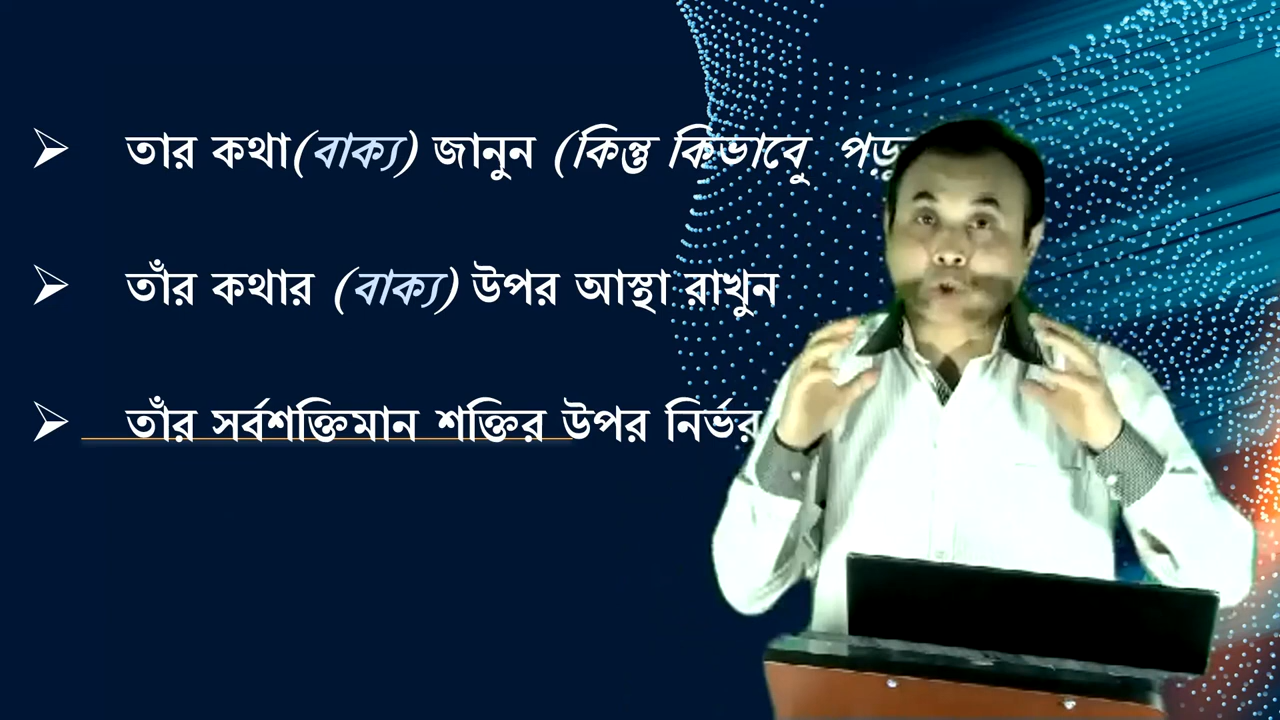 তার কথা(বাক্য) জানুন (কিন্তু কিভাবে
তাঁর কথার (বাক্য) উপর আস্থা রাখুন
তাঁর সর্বশক্তিমান শক্তির উপর নির্ভর